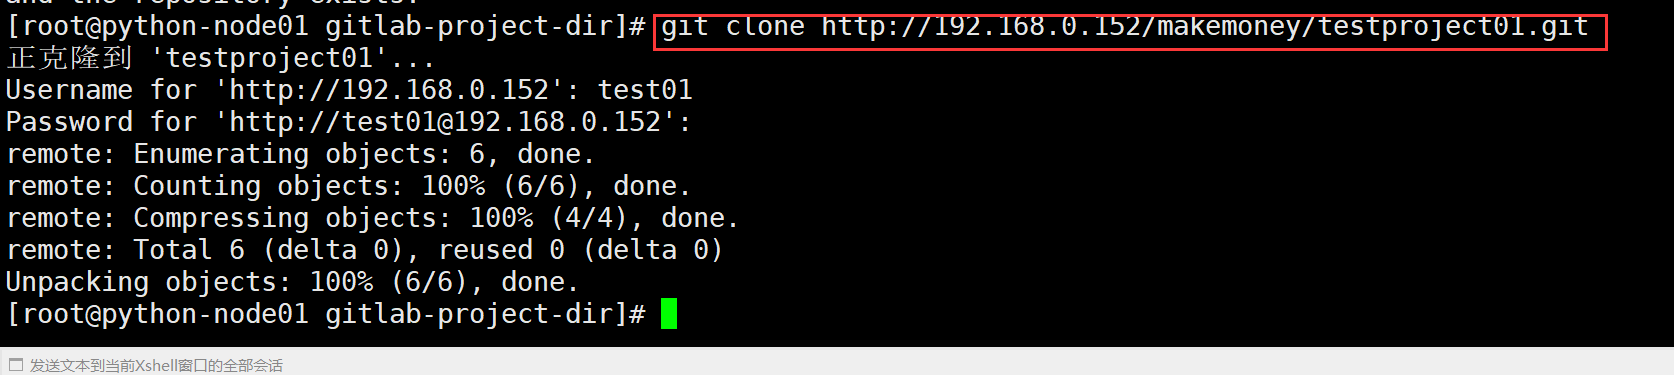 and the repository exists.
[root@python-node01 gitlab-project-dir]# git clone http://192.168.0.152/makemoney/testproject01.git
正克隆到 'testproject01'...
Username for 'http://192.168.0.152': test01
Password for 'http://test01@192.168.0.152':
remote: Enumerating objects: 6, done.
remote: Counting objects: 100% (6/6), done.
remote: Compressing objects: 100% (4/4), done.
remote: Total 6 (delta 0), reused 0 (delta 0)
Unpacking objects: 100% (6/6), done.
[root@python-node01 gitlab-project-dir]#
发送文本到当前Xshell窗口的全部会话